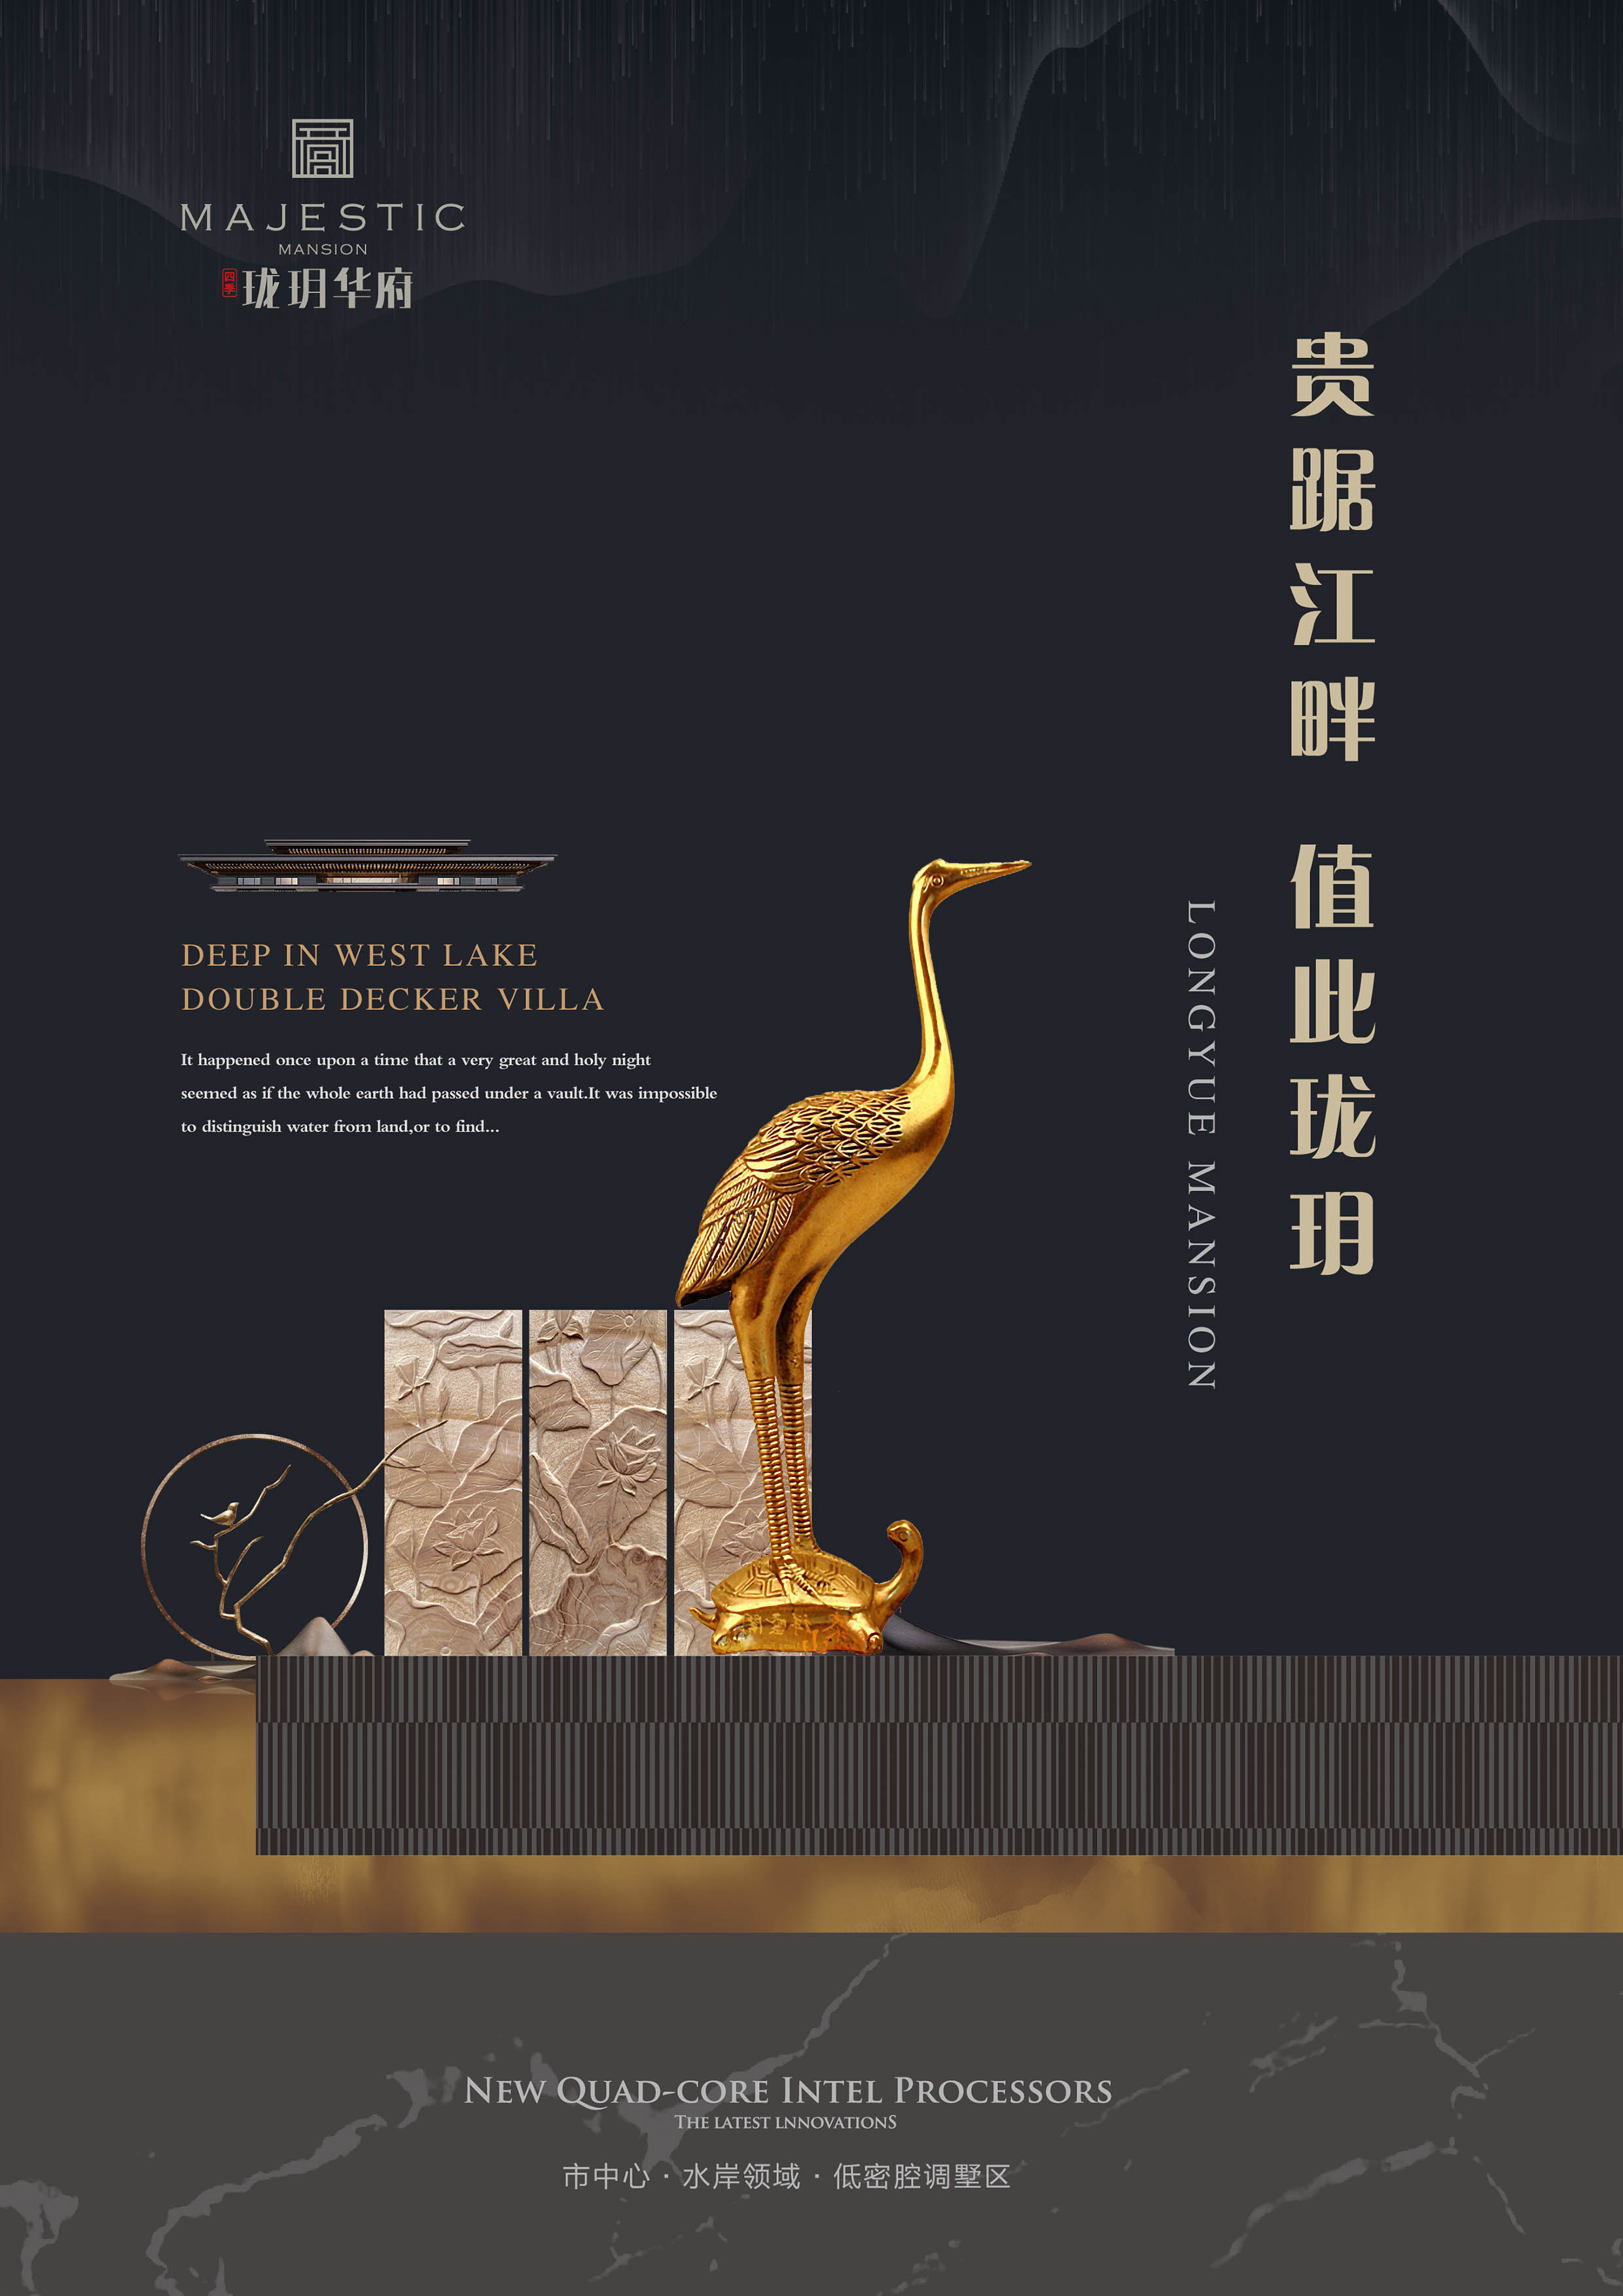 MAJESTIC
MANSION
四季
珑玥华府
贵踞江畔 值此珑玥
LONGYUE MANSION
DEEP IN WEST LAKE
DOUBLE DECKER VILLA
It happened once upon a time that a very great and holy night
seemed as if the whole earth had passed under a vault.It was impossible
to distinguish water from land,or to find...
NEW QUAD-CORE INTEL PROCESSORS
THE LATEST LNNOVATIONS
市中心 · 水岸领域 · 低密腔调墅区